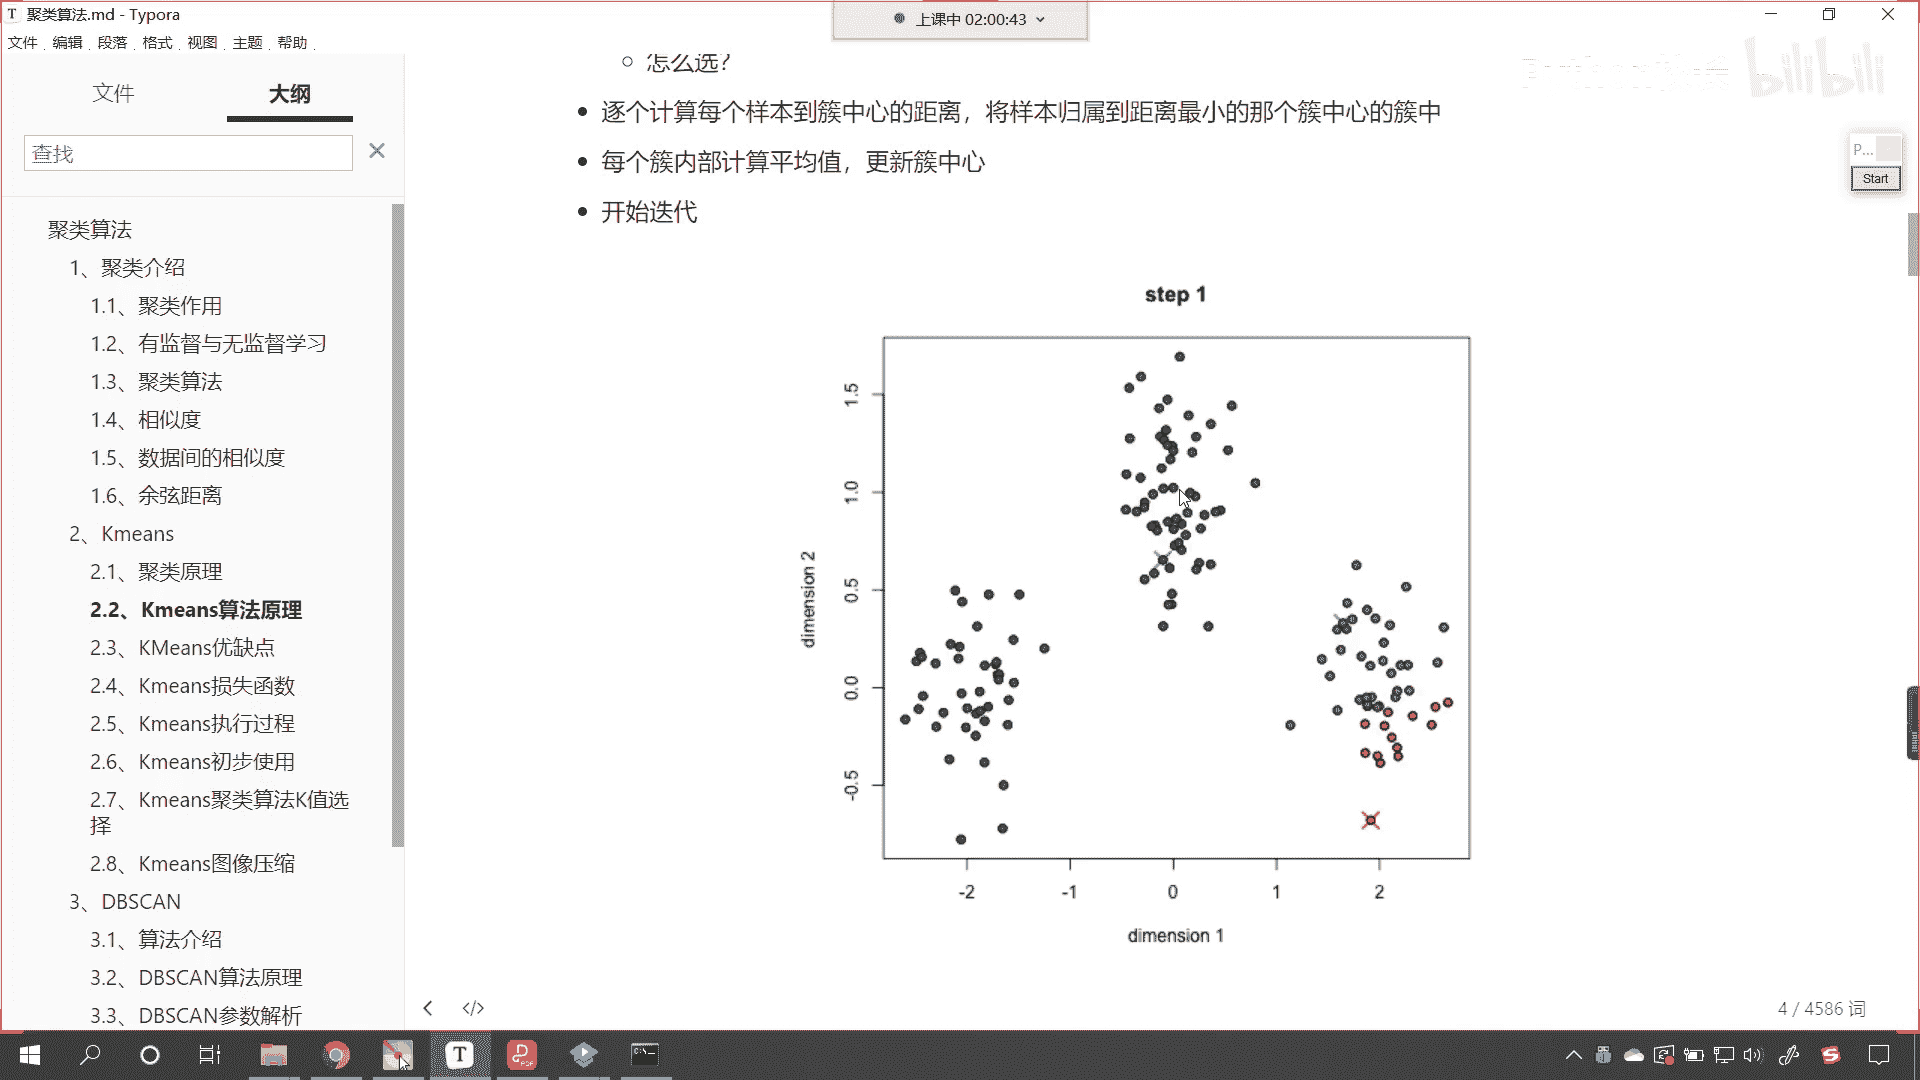 聚类算法.md - Typora
上课中 02:00:43
文件 编辑 段落 格式 视图 主题 帮助
文件
大纲
查找
聚类算法
1、聚类介绍
1.1、聚类作用
1.2、有监督与无监督学习
1.3、聚类算法
1.4、相似度
1.5、数据间的相似度
1.6、余弦距离
2、Kmeans
2.1、聚类原理
2.2、Kmeans算法原理
2.3、KMeans优缺点
2.4、Kmeans损失函数
2.5、Kmeans执行过程
2.6、Kmeans初步使用
2.7、Kmeans聚类算法K值选
择
2.8、Kmeans图像压缩
3、DBSCAN
3.1、算法介绍
3.2、DBSCAN算法原理
3.3、DBSCAN参数解析
怎么选?
逐个计算每个样本到簇中心的距离，将样本归属到距离最小的那个簇中心的簇中
每个簇内部计算平均值，更新簇中心
开始迭代
step 1
1.5
1.0
0.5
0.0
-0.5
dimension 2
-2 -1 0 1 2
dimension 1
bilibili
P...
Start
4 / 4586 词